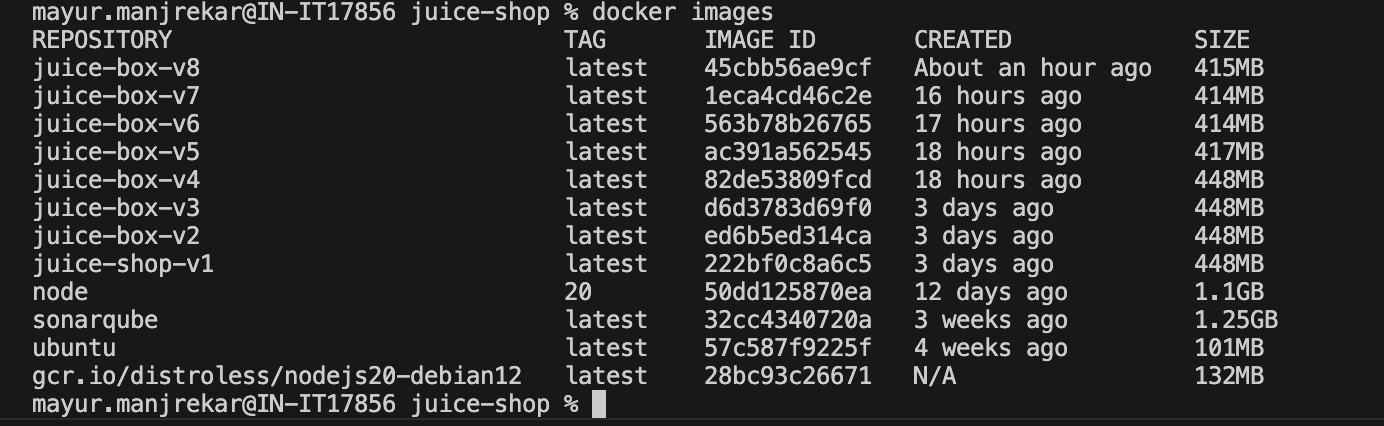 mayur.manjrekar@IN-IT17856 juice-shop % docker images
REPOSITORY TAG IMAGE ID CREATED SIZE
juice-box-v8 latest 45cbb56ae9cf About an hour ago 415MB
juice-box-v7 latest 1eca4cd46c2e 16 hours ago 414MB
juice-box-v6 latest 563b78b26765 17 hours ago 414MB
juice-box-v5 latest ac391a562545 18 hours ago 417MB
juice-box-v4 latest 82de53809fcd 18 hours ago 448MB
juice-box-v3 latest d6d3783d69f0 3 days ago 448MB
juice-box-v2 latest ed6b5ed314ca 3 days ago 448MB
juice-shop-v1 latest 222bf0c8a6c5 3 days ago 448MB
node 20 50dd125870ea 12 days ago 1.1GB
sonarqube latest 32cc4340720a 3 weeks ago 1.25GB
ubuntu latest 57c587f9225f 4 weeks ago 101MB
gcr.io/distroless/nodejs20-debian12 latest 28bc93c26671 N/A 132MB
mayur.manjrekar@IN-IT17856 juice-shop %